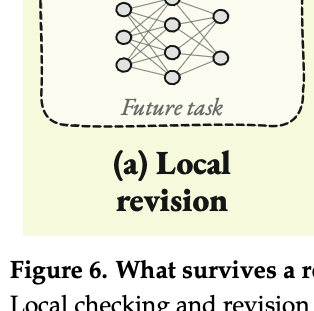 Future task
(a) Local
revision
Figure 6. What survives a
Local checking and revision